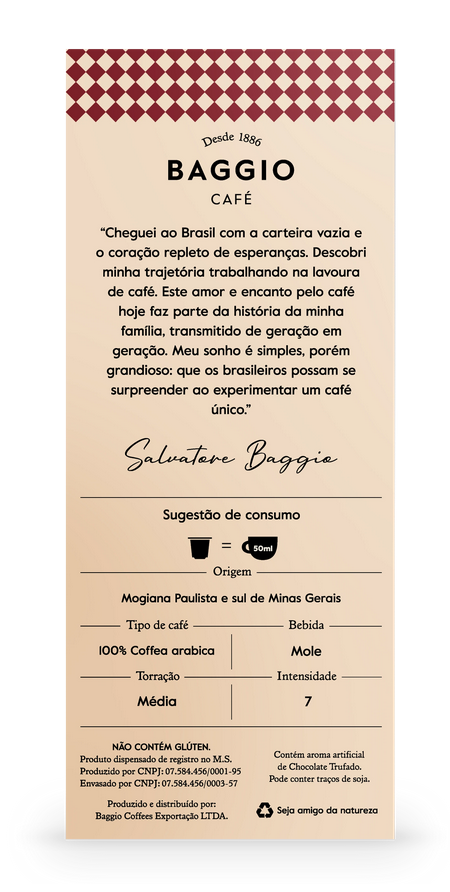 Desde 1886
BAGGIO
CAFÉ
“Cheguei ao Brasil com a carteira vazia e
o coração repleto de esperanças. Descobri
minha trajetória trabalhando na lavoura
de café. Este amor e encanto pelo café
hoje faz parte da história da minha
família, transmitido de geração em
geração. Meu sonho é simples, porém
grandioso: que os brasileiros possam se
surpreender ao experimentar um café
único.”
Salvatore Baggio
Sugestão de consumo
= 50ml
Origem
Mogiana Paulista e sul de Minas Gerais
Tipo de café Bebida
100% Coffea arabica Mole
Torração Intensidade
Média 7
NÃO CONTÉM GLÚTEN.
Produto dispensado de registro no M.S.
Produzido por CNPJ: 07.584.456/0001-95
Envasado por CNPJ: 07.584.456/0003-57
Produzido e distribuído por:
Baggio Coffees Exportação LTDA.
Contém aroma artificial
de Chocolate Trufado.
Pode conter traços de soja.
Seja amigo da natureza